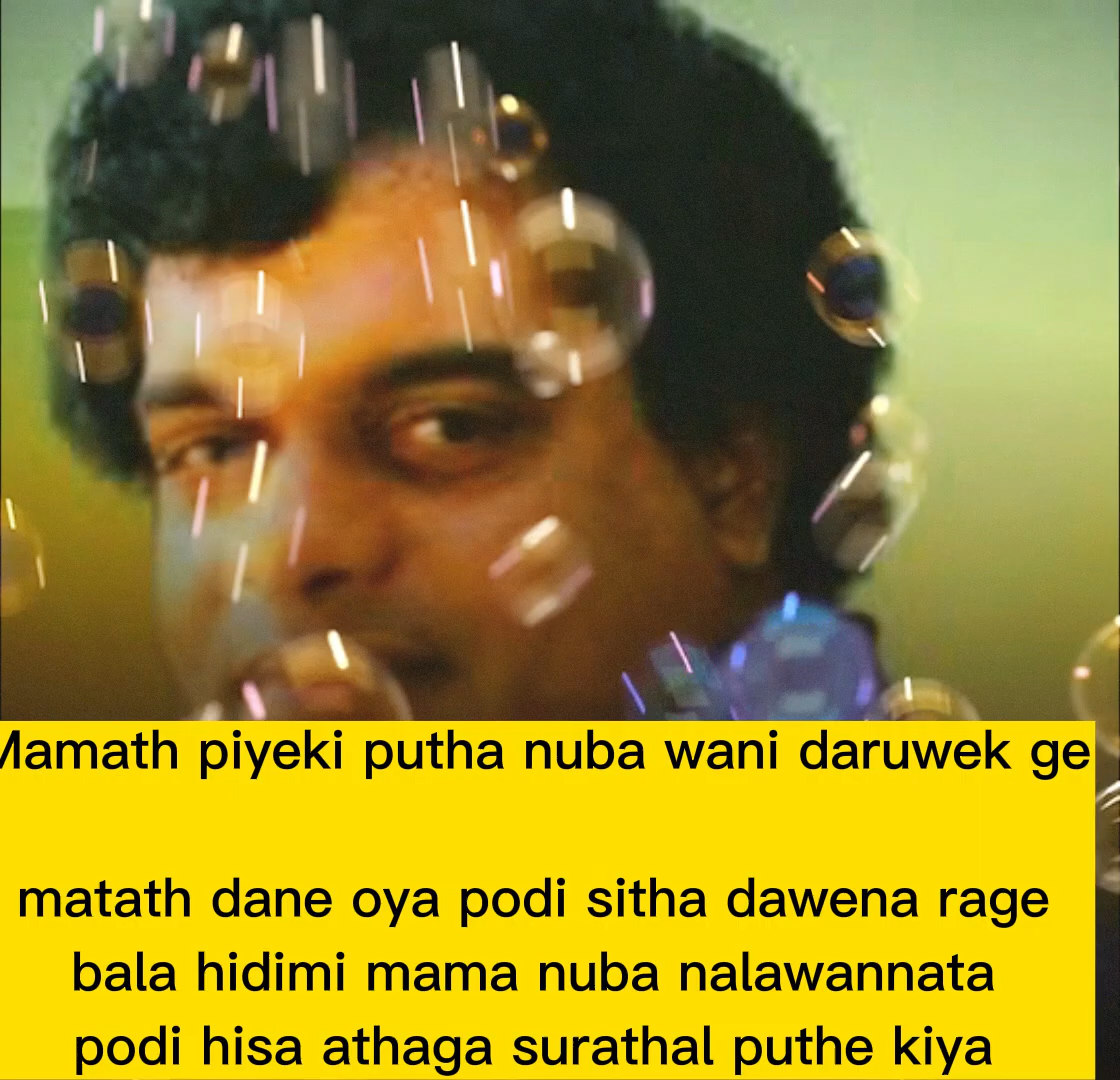 Mamath piyeki putha nuba wani daruwek ge
matath dane oya podi sitha dawena rage
bala hidimi mama nuba nalawannata
podi hisa athaga surathal puthe kiya